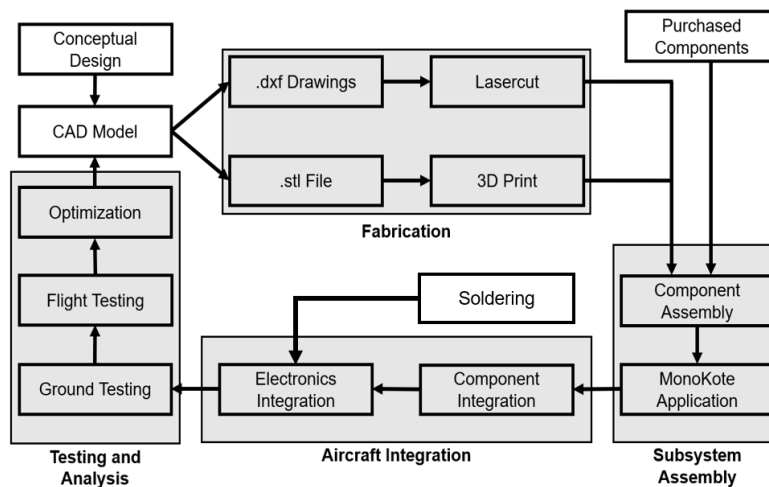 Conceptual
Design
Purchased
Components
.dxf Drawings
Lasercut
CAD Model
.stl File
3D Print
Optimization
Fabrication
Flight Testing
Soldering
Component
Assembly
Ground Testing
Electronics
Integration
Component
Integration
MonoKote
Application
Testing and
Analysis
Aircraft Integration
Subsystem
Assembly